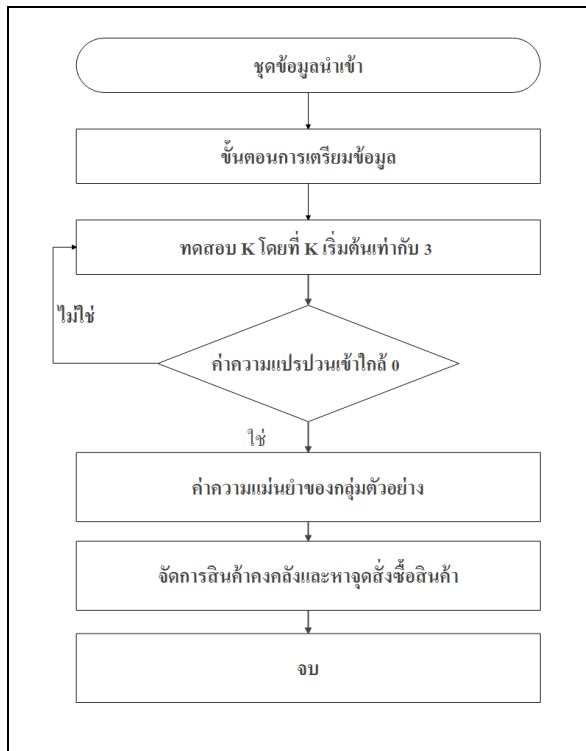 ชุดข้อมูลนำเข้า
ขั้นตอนการเตรียมข้อมูล
ทดสอบ K โดยที่ K เริ่มต้นเท่ากับ 3
ไม่ใช่
ค่าความแปรปวนเข้าใกล้ 0
ใช่
ค่าความแม่นยำของกลุ่มตัวอย่าง
จัดการสินค้าคงคลังและหาจุดสั่งซื้อสินค้า
จบ